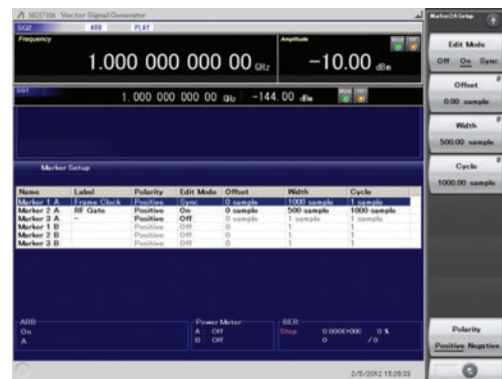 MG3710A Vector Signal Generator
SG2 ARB PLAY
Frequency
1.000 000 000 00 GHz
Amplitude
-10.00 dBm
SG1
1.000 000 000 00 GHz -144.00 dBm
Marker Setup
Name Label Polarity Edit Mode Offset Width Cycle
Marker 1 A Frame Clock Positive Sync 0 sample 1000 sample 1 sample
Marker 2 A RF Gate Positive On 0 sample 500 sample 1000 sample
Marker 3 A - Positive Off 0 sample 1 sample 1 sample
Marker 1 B Positive Off 0 1 1
Marker 2 B Positive Off 0 1 1
Marker 3 B Positive Off 0 1 1
ARB
On
A
Power Meter
A : Off
B : Off
BER
Stop 0.000E+000 0 %
0 / 0
2/5/2012 15:28:33
Marker2A Setup
Edit Mode
Off On Sync
Offset
0.00 sample
Width
500.00 sample
Cycle
1000.00 sample
Polarity
Positive Negative